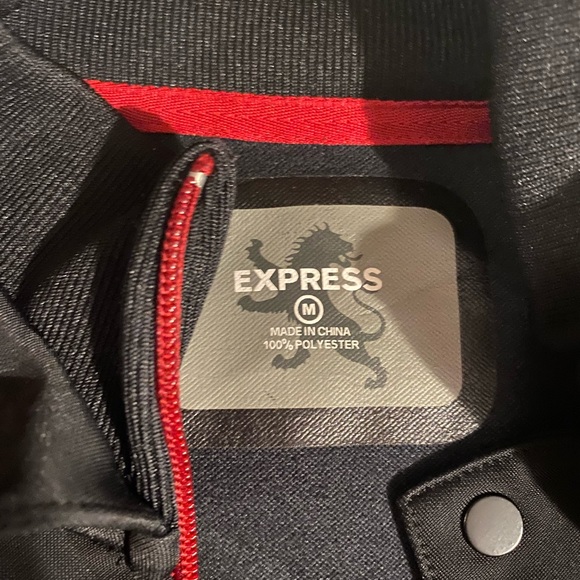 EXPRESS
M
MADE IN CHINA
100% POLYESTER